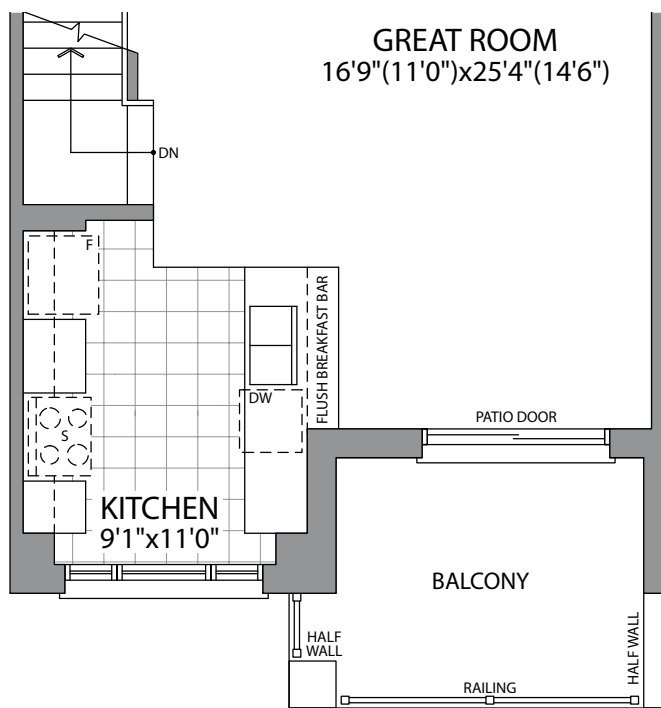 GREAT ROOM
16'9"(11'0")x25'4"(14'6")
DN
F
FLUSH BREAKFAST BAR
DW
S
PATIO DOOR
KITCHEN
9'1"x11'0"
BALCONY
HALF
WALL
HALF WALL
RAILING